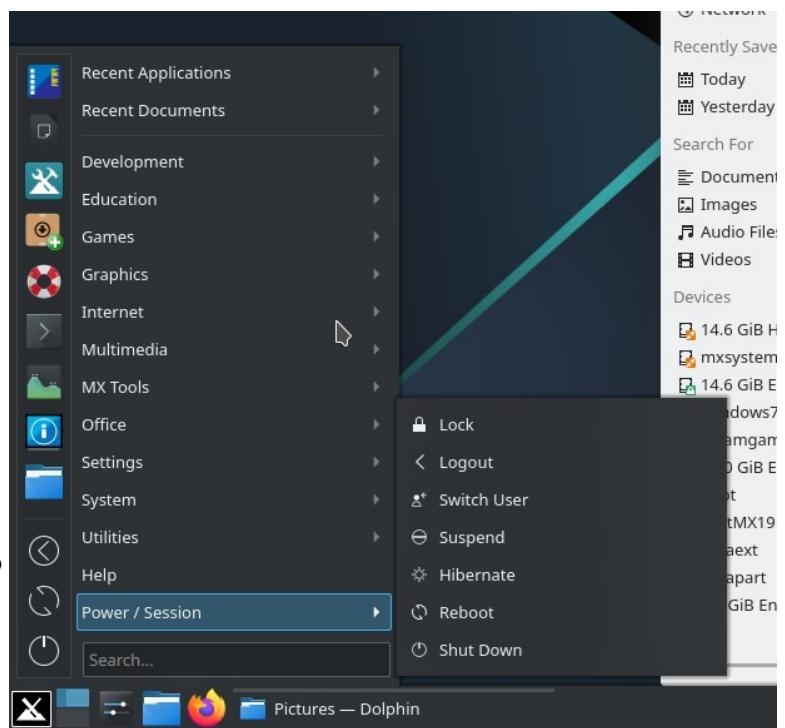 Recent Applications
Recent Documents
Development
Education
Games
Graphics
Internet
Multimedia
MX Tools
Office
Settings
System
Utilities
Help
Power / Session
Search...
Lock
Logout
Switch User
Suspend
Hibernate
Reboot
Shut Down
Network
Recently Save
Today
Yesterday
Search For
Document
Images
Audio File
Videos
Devices
14.6 GiB H
mxsystem
14.6 GiB E
dows7
amgam
GiB E
tMX19
aext
apart
GiB En
Pictures — Dolphin